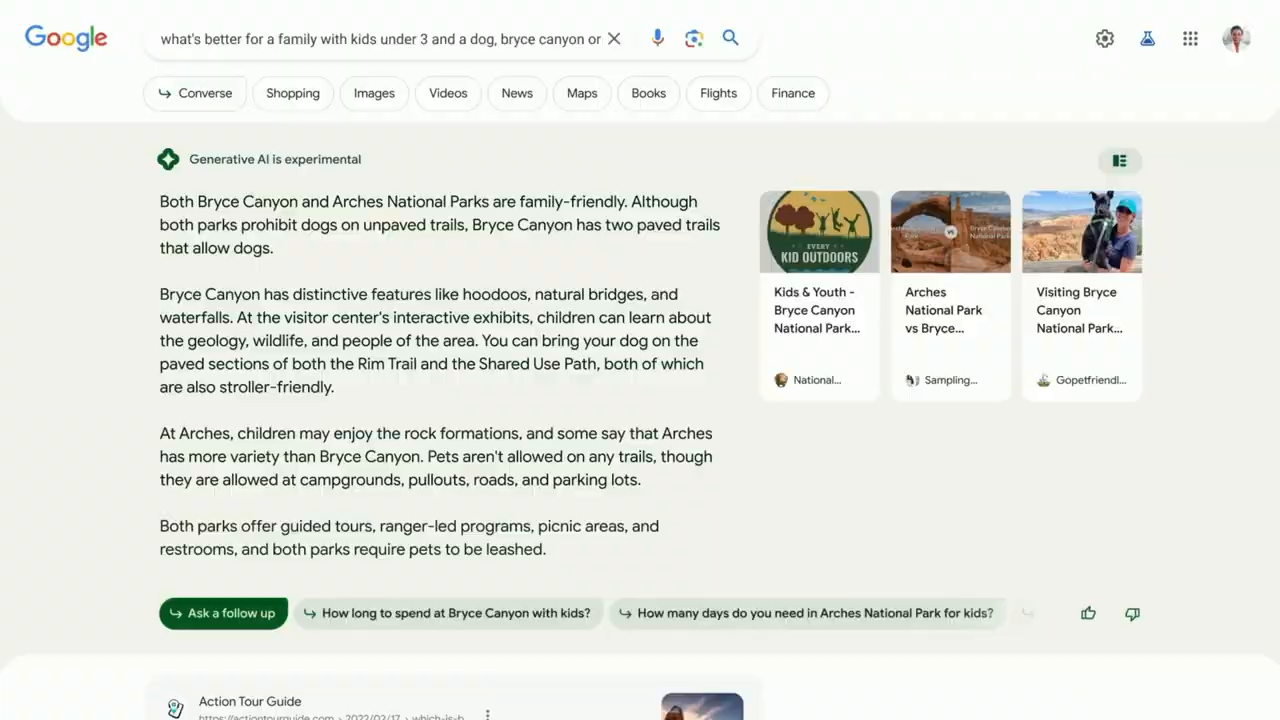 Google
what's better for a family with kids under 3 and a dog, bryce canyon or
Converse
Shopping
Images
Videos
News
Maps
Books
Flights
Finance
Generative AI is experimental
Both Bryce Canyon and Arches National Parks are family-friendly. Although
both parks prohibit dogs on unpaved trails, Bryce Canyon has two paved trails
that allow dogs.
Bryce Canyon has distinctive features like hoodoos, natural bridges, and
waterfalls. At the visitor center's interactive exhibits, children can learn about
the geology, wildlife, and people of the area. You can bring your dog on the
paved sections of both the Rim Trail and the Shared Use Path, both of which
are also stroller-friendly.
At Arches, children may enjoy the rock formations, and some say that Arches
has more variety than Bryce Canyon. Pets aren't allowed on any trails, though
they are allowed at campgrounds, pullouts, roads, and parking lots.
Both parks offer guided tours, ranger-led programs, picnic areas, and
restrooms, and both parks require pets to be leashed.
EVERY
KID OUTDOORS
Kids & Youth -
Bryce Canyon
National Park...
National...
vs
Arches
National Park
vs Bryce...
Sampling...
Visiting Bryce
Canyon
National Park...
Gopetfriendl...
Ask a follow up
How long to spend at Bryce Canyon with kids?
How many days do you need in Arches National Park for kids?
Action Tour Guide
https://actiontourguide.com › 2022/02/17 › which-is-b...